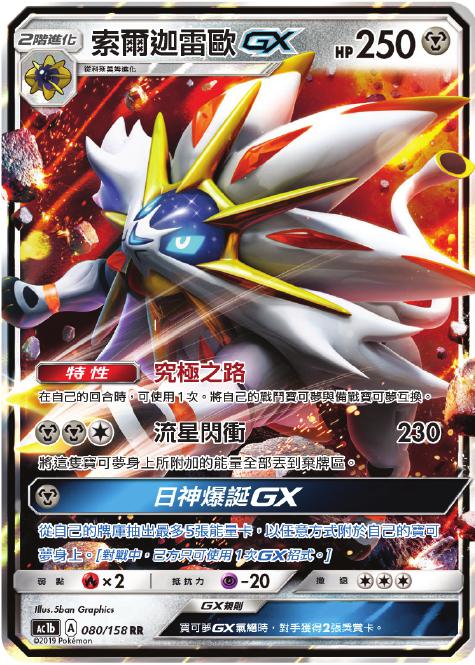 2階進化 索爾迦雷歐GX HP250
從科斯莫姆進化
特性 究極之路
在自己的回合時，可使用1次。將自己的戰鬥寶可夢與備戰寶可夢互換。
流星閃衝 230
將這隻寶可夢身上所附加的能量全部丟到棄牌區。
日神爆誕GX
從自己的牌庫抽出最多5張能量卡，以任意方式附於自己的寶可
夢身上。[對戰中，己方只可使用1次GX招式。]
弱點 ×2 抵抗力 -20 撤退
Illus.5ban Graphics GX規則
AC1b A 080/158 RR 寶可夢GX氣絕時，對手獲得2張獎賞卡。
©2019 Pokémon